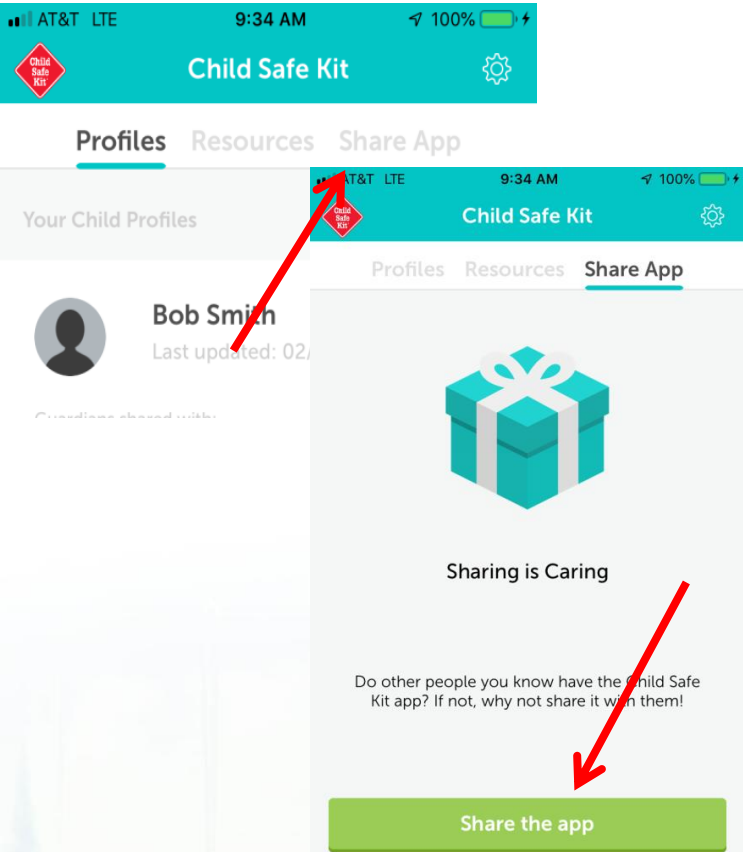 AT&T LTE 9:34 AM 100%
Child
Safe
Kit
Child Safe Kit
Profiles Resources Share App
Your Child Profiles
Bob Smith
Last updated: 02/
Guardians shared with:
AT&T LTE 9:34 AM 100%
Child
Safe
Kit
Child Safe Kit
Profiles Resources Share App
Sharing is Caring
Do other people you know have the Child Safe
Kit app? If not, why not share it with them!
Share the app